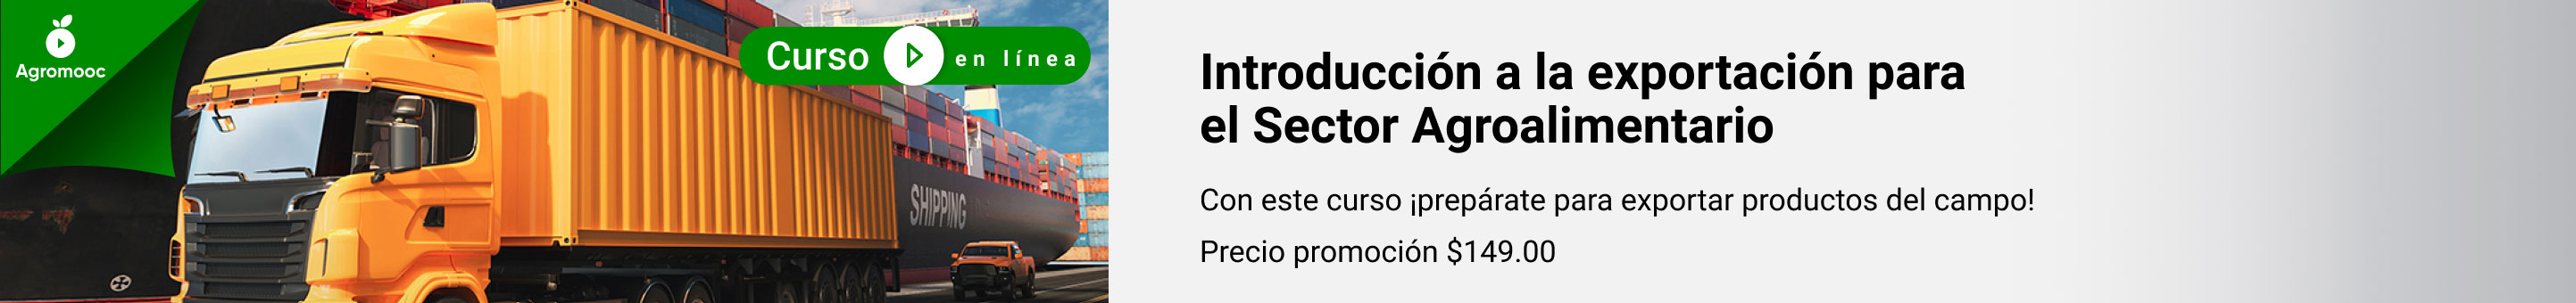 Agromooc
Curso en línea
SHIPPING
Introducción a la exportación para
el Sector Agroalimentario
Con este curso ¡prepárate para exportar productos del campo!
Precio promoción $149.00